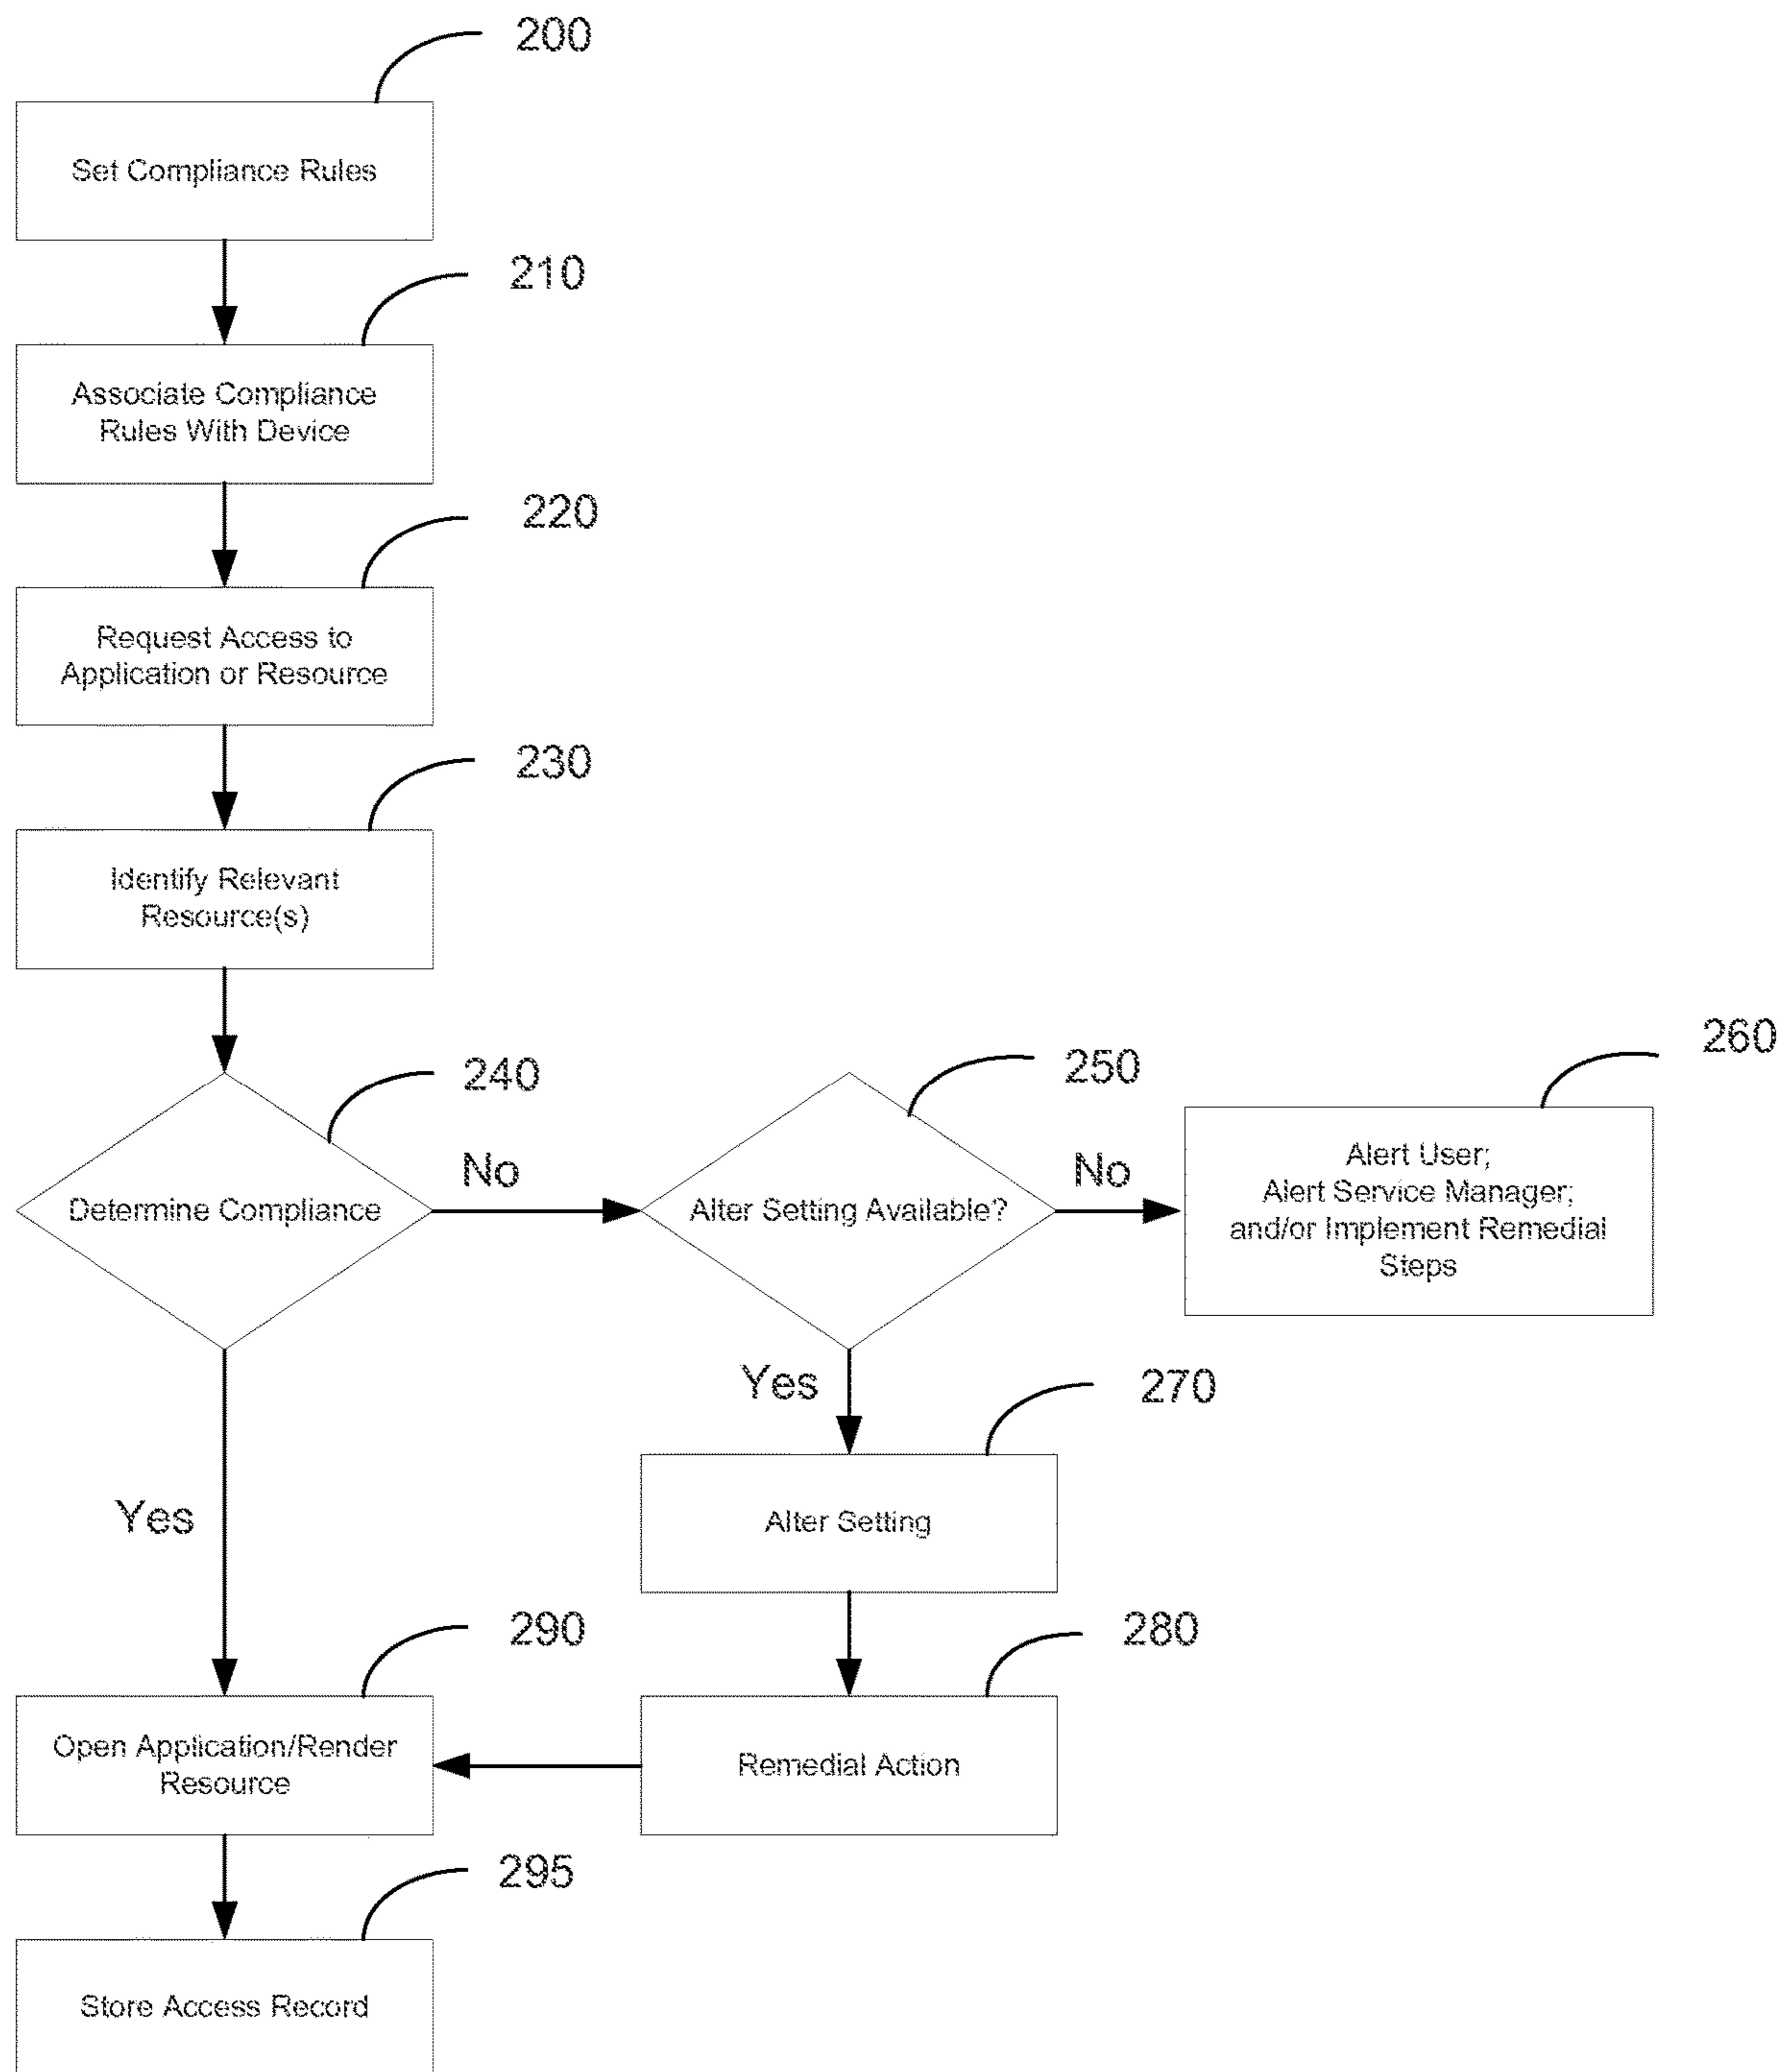 200
Set Compliance Rules
210
Associate Compliance
Rules With Device
220
Request Access to
Application or Resource
230
Identify Relevant
Resource(s)
240
Determine Compliance
No
250
Alter Setting Available?
No
260
Alert User;
Alert Service Manager;
and/or Implement Remedial
Steps
Yes
270
Alter Setting
Yes
280
Remedial Action
290
Open Application/Render
Resource
295
Store Access Record